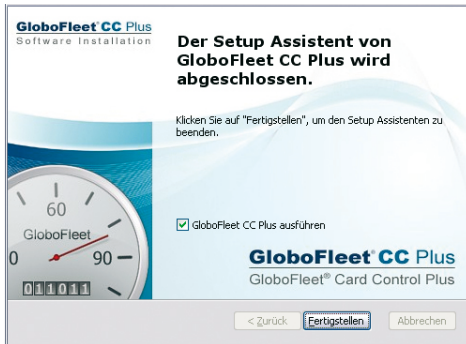 GloboFleet® CC Plus
Software Installation
Der Setup Assistent von
GloboFleet CC Plus wird
abgeschlossen.
Klicken Sie auf "Fertigstellen", um den Setup Assistenten zu
beenden.
60
GloboFleet
0
90
011011
GloboFleet CC Plus ausführen
GloboFleet® CC Plus
GloboFleet® Card Control Plus
< Zurück
Fertigstellen
Abbrechen